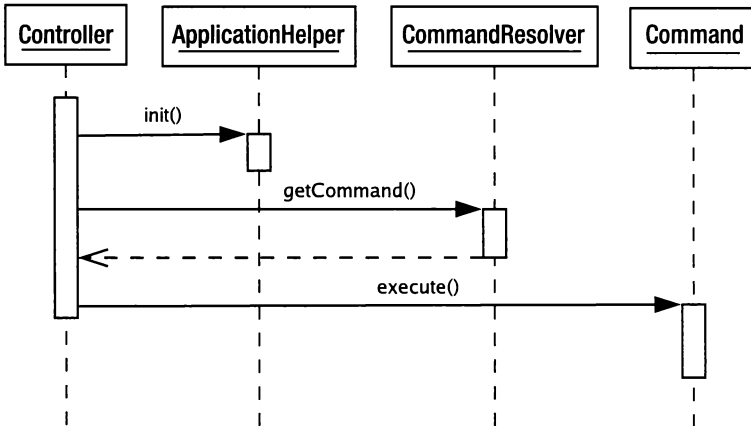 Controller
ApplicationHelper
CommandResolver
Command
init()
getCommand()
execute()